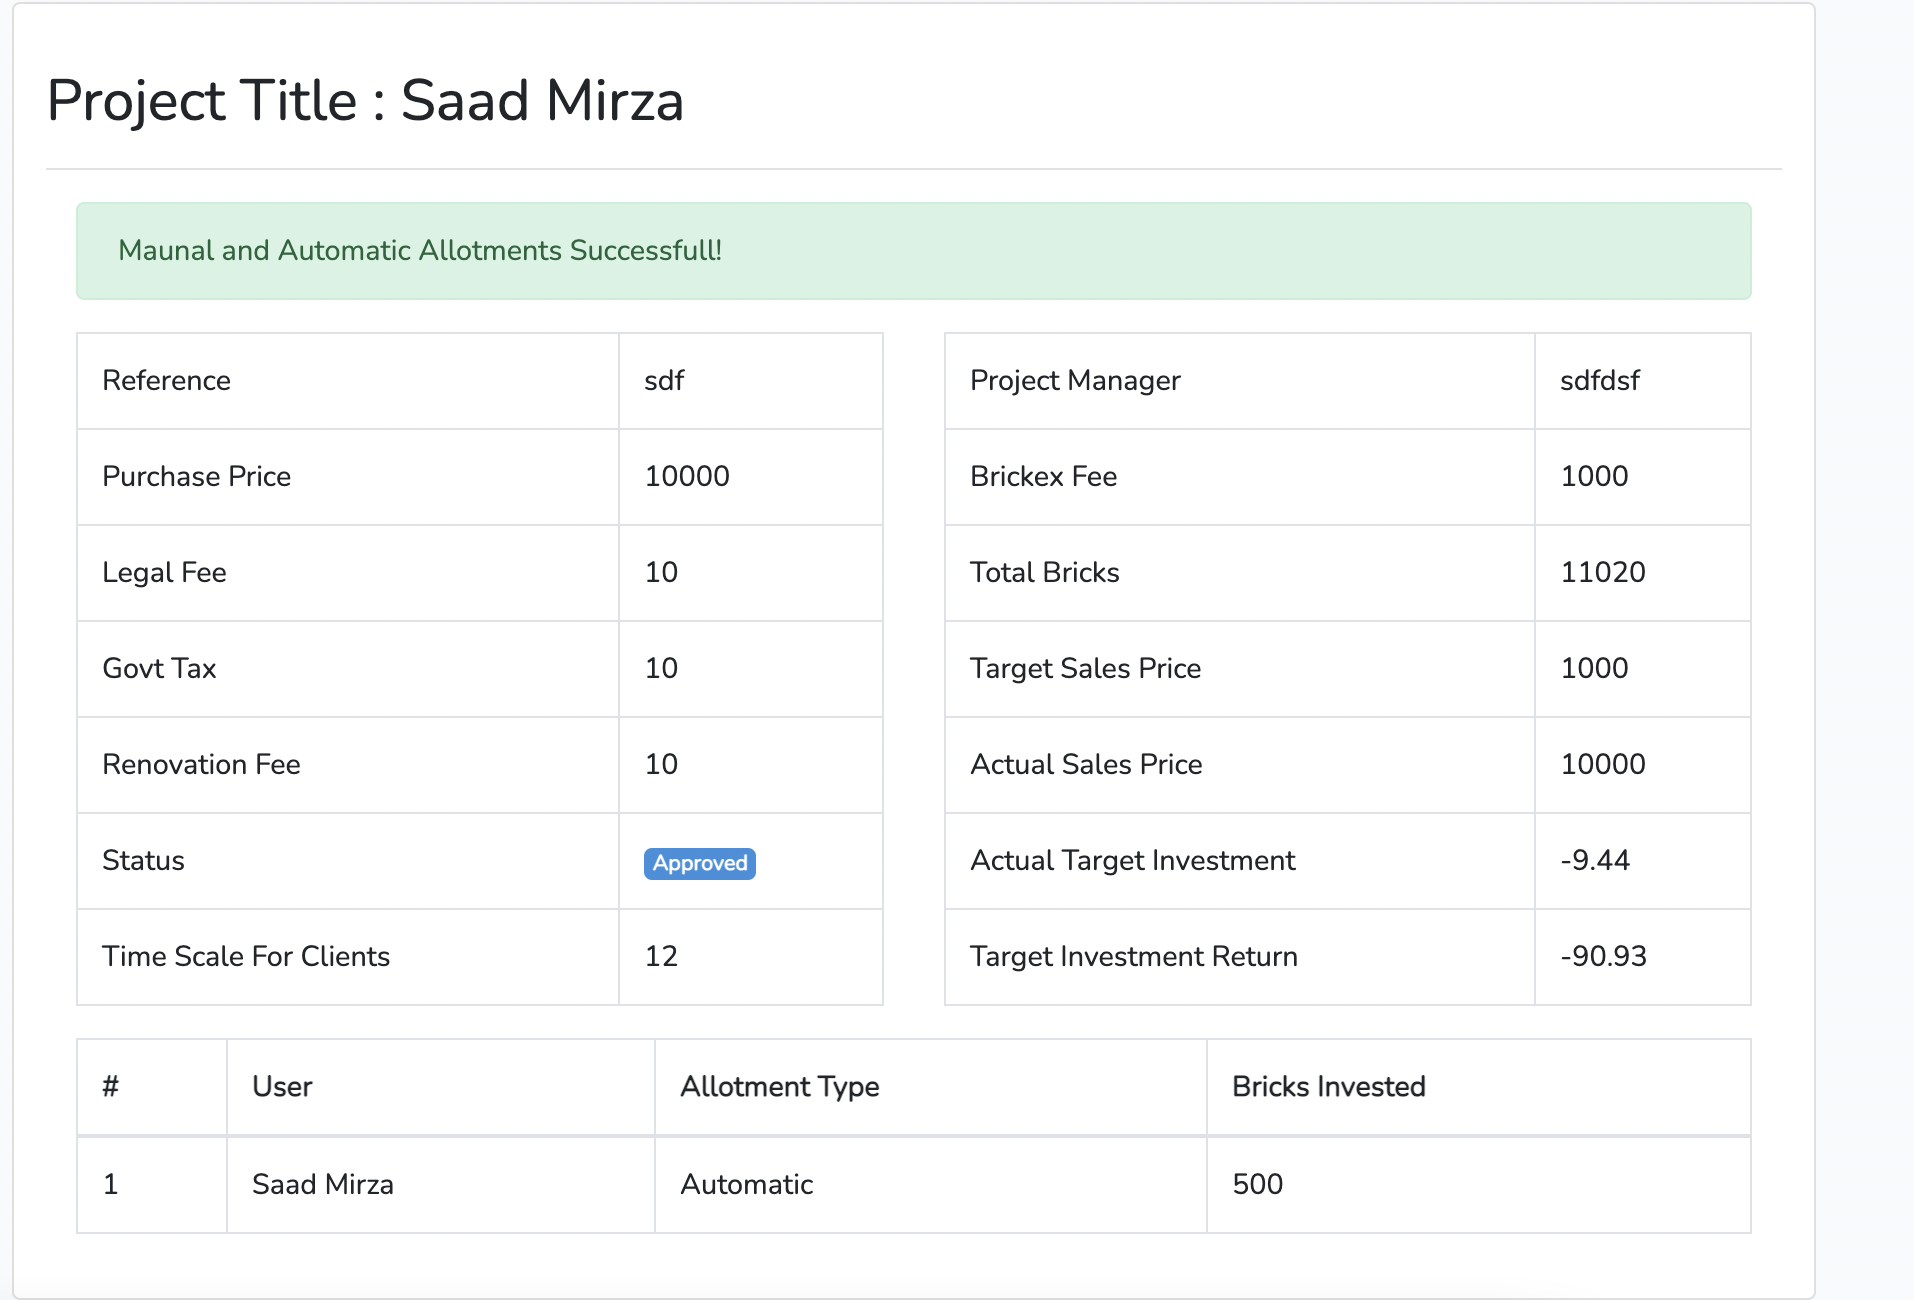 Project Title : Saad Mirza
Maunal and Automatic Allotments Successfull!
Reference sdf
Purchase Price 10000
Legal Fee 10
Govt Tax 10
Renovation Fee 10
Status Approved
Time Scale For Clients 12
Project Manager sdfdsf
Brickex Fee 1000
Total Bricks 11020
Target Sales Price 1000
Actual Sales Price 10000
Actual Target Investment -9.44
Target Investment Return -90.93
# User Allotment Type Bricks Invested
1 Saad Mirza Automatic 500